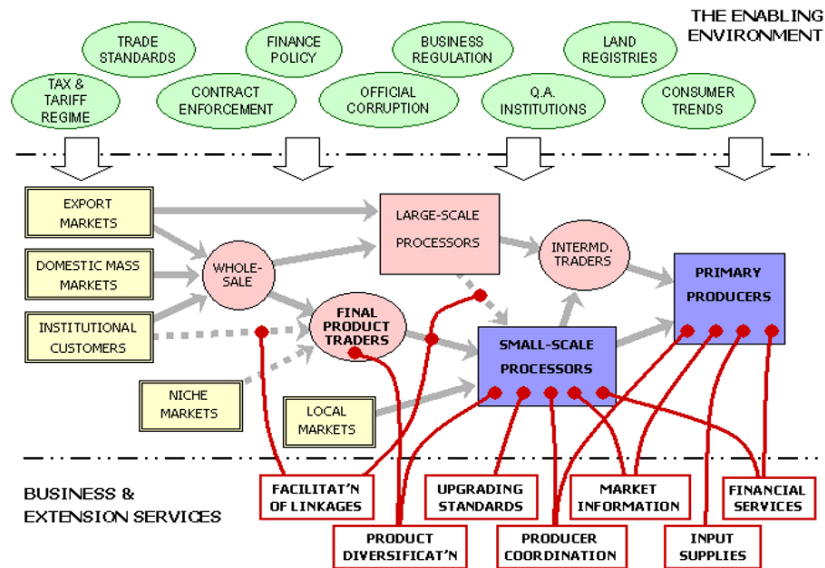 THE ENABLING
ENVIRONMENT
TRADE
STANDARDS
FINANCE
POLICY
BUSINESS
REGULATION
LAND
REGISTRIES
TAX &
TARIFF
REGIME
CONTRACT
ENFORCEMENT
OFFICIAL
CORRUPTION
Q.A.
INSTITUTIONS
CONSUMER
TRENDS
EXPORT
MARKETS
LARGE-SCALE
PROCESSORS
INTERMD.
TRADERS
DOMESTIC MASS
MARKETS
WHOLE-
SALE
PRIMARY
PRODUCERS
INSTITUTIONAL
CUSTOMERS
FINAL
PRODUCT
TRADERS
SMALL-SCALE
PROCESSORS
NICHE
MARKETS
LOCAL
MARKETS
BUSINESS &
EXTENSION SERVICES
FACILITAT'N
OF LINKAGES
UPGRADING
STANDARDS
MARKET
INFORMATION
FINANCIAL
SERVICES
PRODUCT
DIVERSIFICAT'N
PRODUCER
COORDINATION
INPUT
SUPPLIES